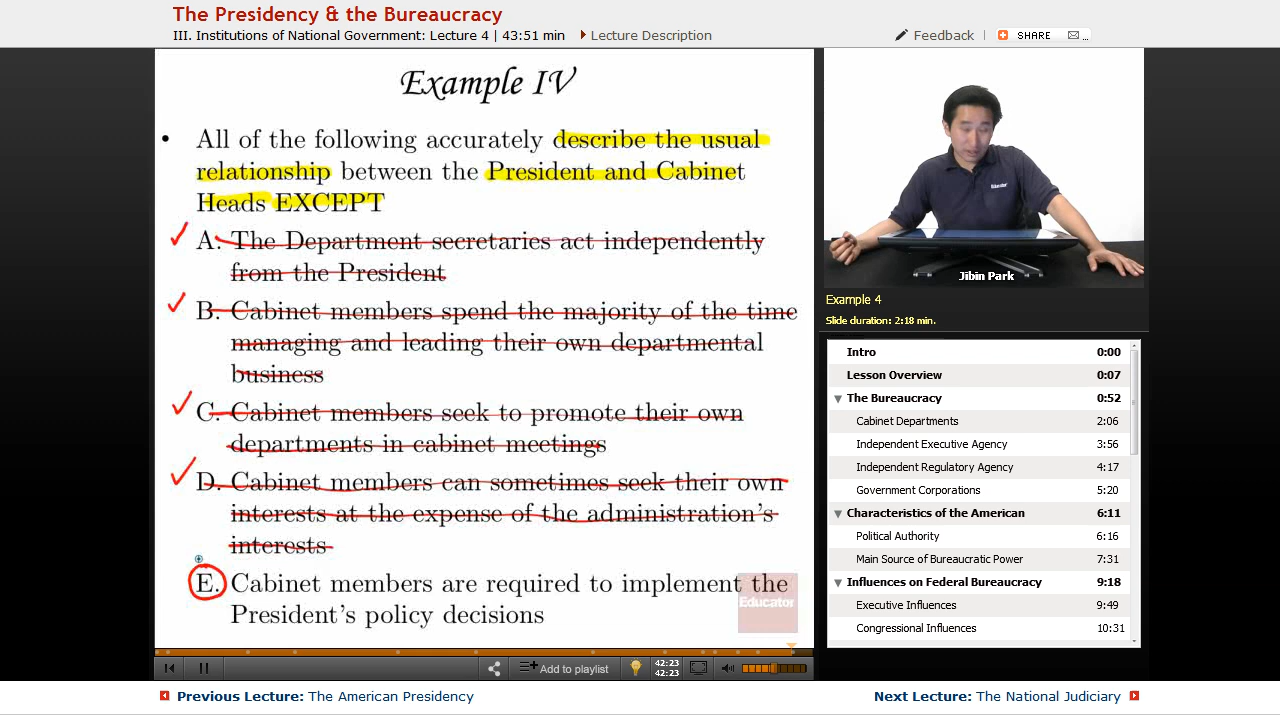 The Presidency & the Bureaucracy
III. Institutions of National Government: Lecture 4 | 43:51 min
Lecture Description
Feedback
SHARE
...
Example IV
• All of the following accurately describe the usual
relationship between the President and Cabinet
Heads EXCEPT
A. The Department secretaries act independently
from the President
B. Cabinet members spend the majority of the time
managing and leading their own departmental
business
C. Cabinet members seek to promote their own
departments in cabinet meetings
D. Cabinet members can sometimes seek their own
interests at the expense of the administration's
interests
E. Cabinet members are required to implement the
President's policy decisions
Educator
Educator
Jibin Park
Example 4
Slide duration: 2:18 min.
Intro 0:00
Lesson Overview 0:07
The Bureaucracy 0:52
Cabinet Departments 2:06
Independent Executive Agency 3:56
Independent Regulatory Agency 4:17
Government Corporations 5:20
Characteristics of the American 6:11
Political Authority 6:16
Main Source of Bureaucratic Power 7:31
Influences on Federal Bureaucracy 9:18
Executive Influences 9:49
Congressional Influences 10:31
Add to playlist
42:23
42:23
Previous Lecture: The American Presidency
Next Lecture: The National Judiciary